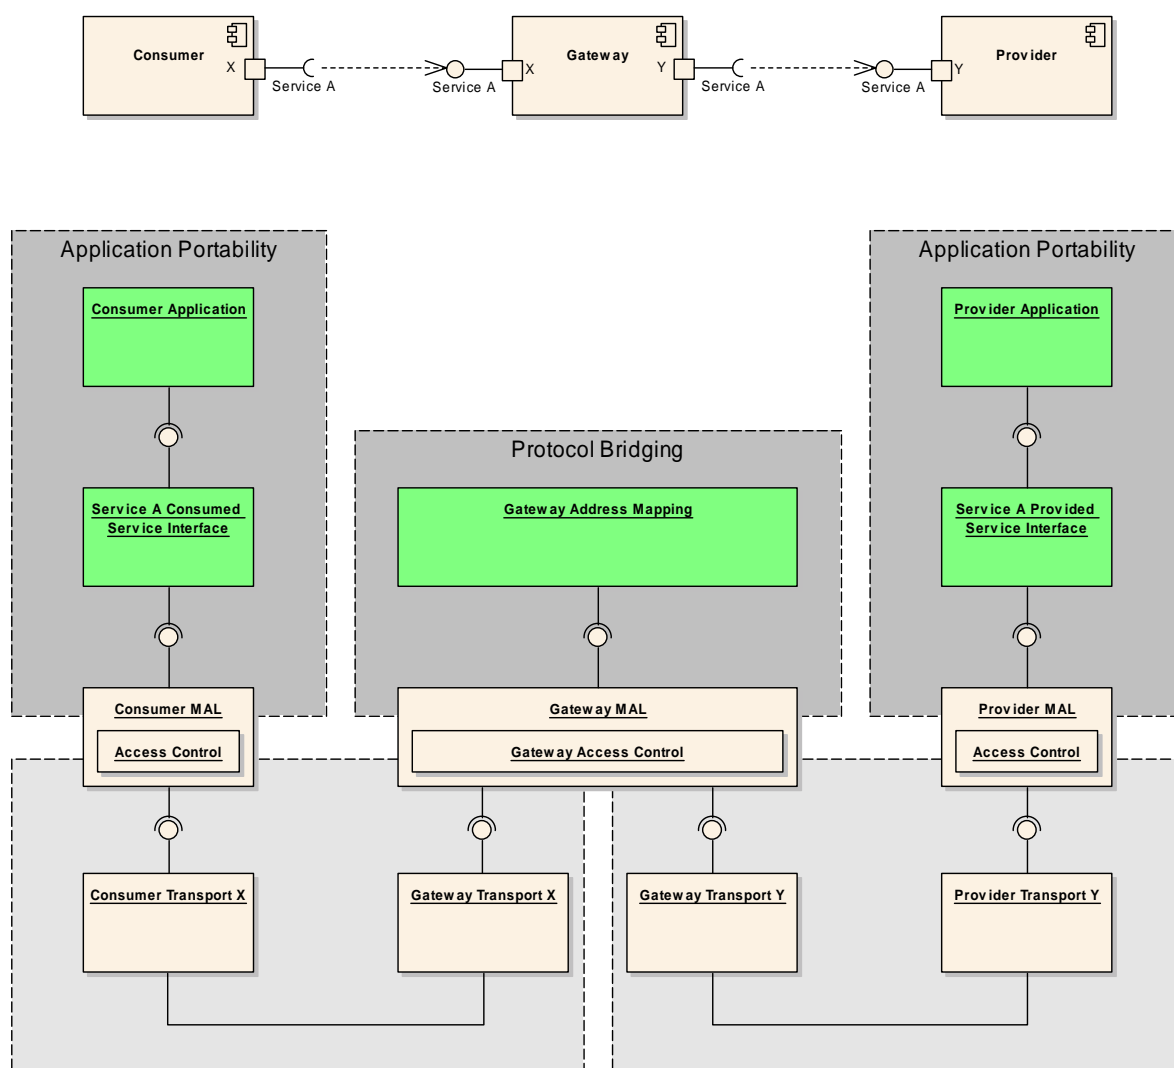 Consumer
Gateway
Provider
X
Service A
Service A
X
Y
Service A
Service A
Y
Application Portability
Application Portability
Consumer Application
Provider Application
Protocol Bridging
Service A Consumed
Service Interface
Gateway Address Mapping
Service A Provided
Service Interface
Consumer MAL
Gateway MAL
Provider MAL
Access Control
Gateway Access Control
Access Control
Consumer Transport X
Gateway Transport X
Gateway Transport Y
Provider Transport Y